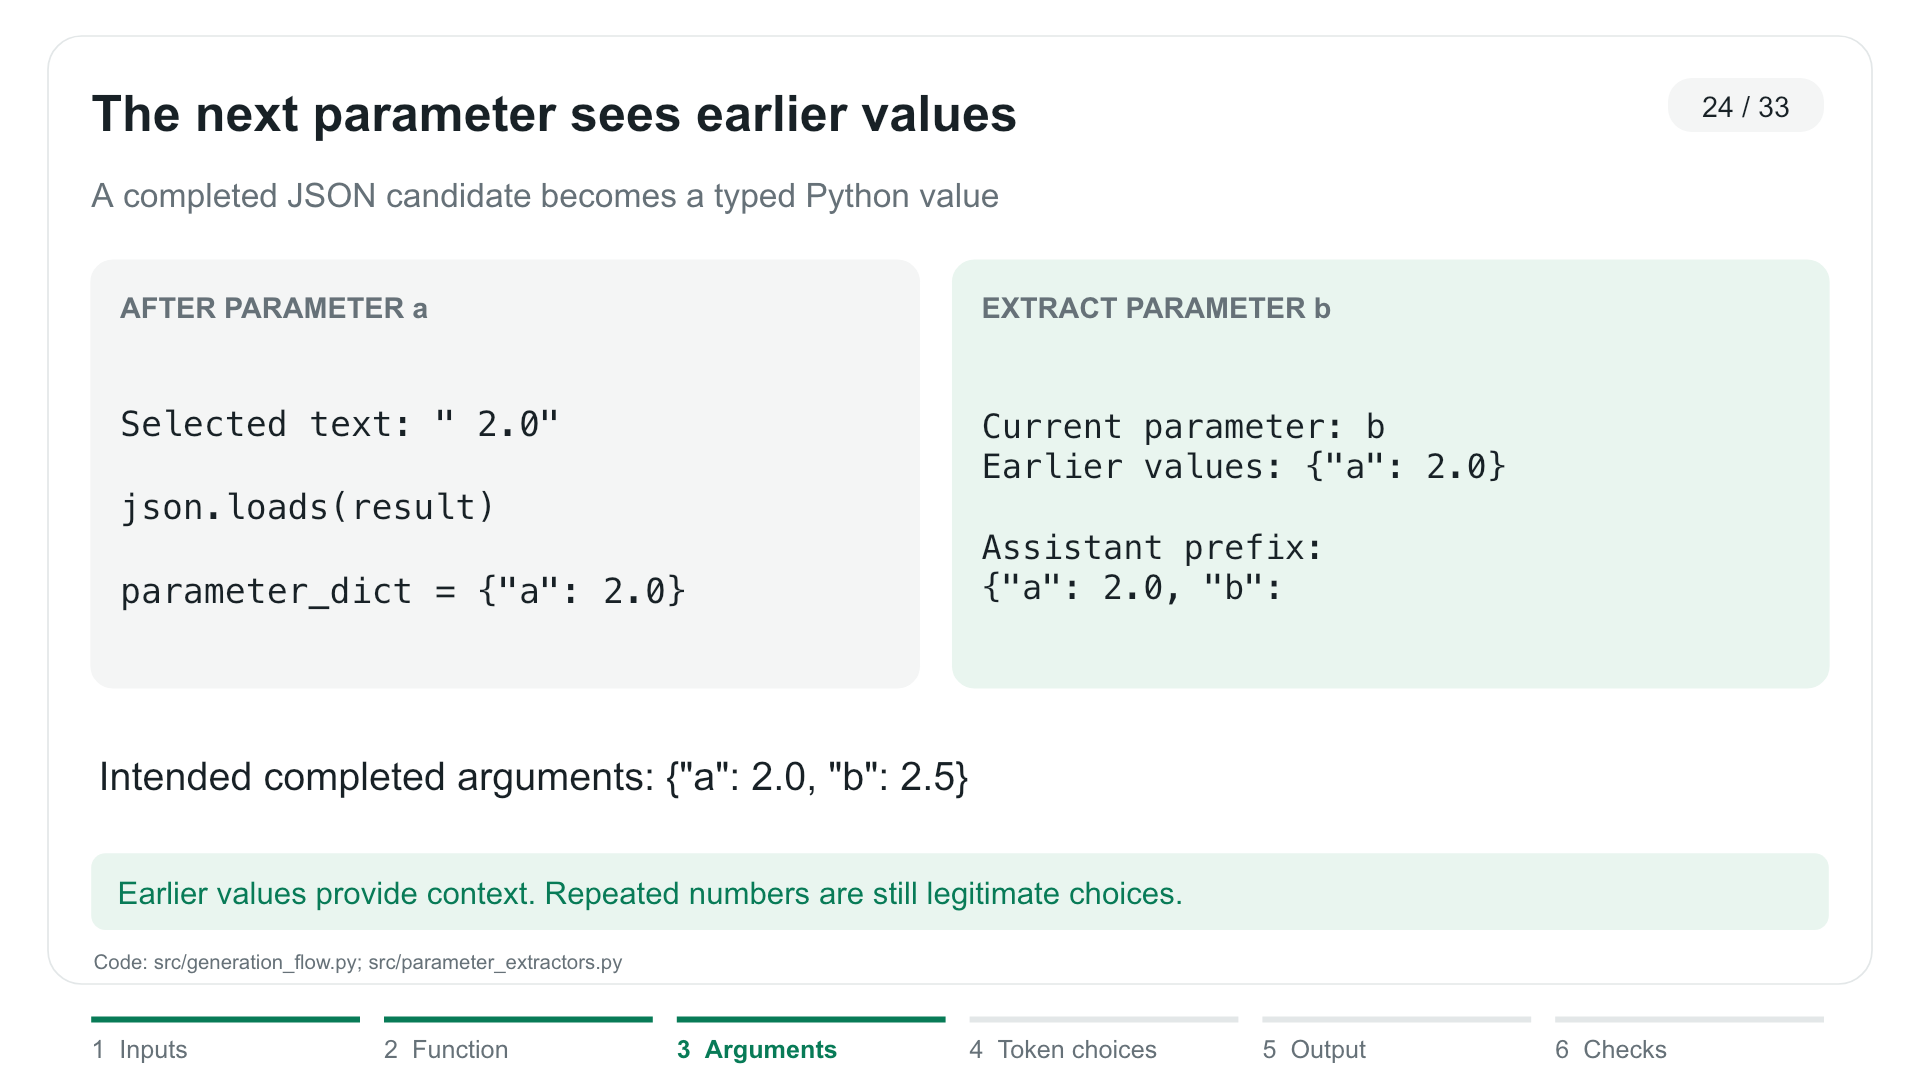 The next parameter sees earlier values
24 / 33
A completed JSON candidate becomes a typed Python value
AFTER PARAMETER a
Selected text: " 2.0"
json.loads(result)
parameter_dict = {"a": 2.0}
EXTRACT PARAMETER b
Current parameter: b
Earlier values: {"a": 2.0}
Assistant prefix:
{"a": 2.0, "b":
Intended completed arguments: {"a": 2.0, "b": 2.5}
Earlier values provide context. Repeated numbers are still legitimate choices.
Code: src/generation_flow.py; src/parameter_extractors.py
1 Inputs
2 Function
3 Arguments
4 Token choices
5 Output
6 Checks